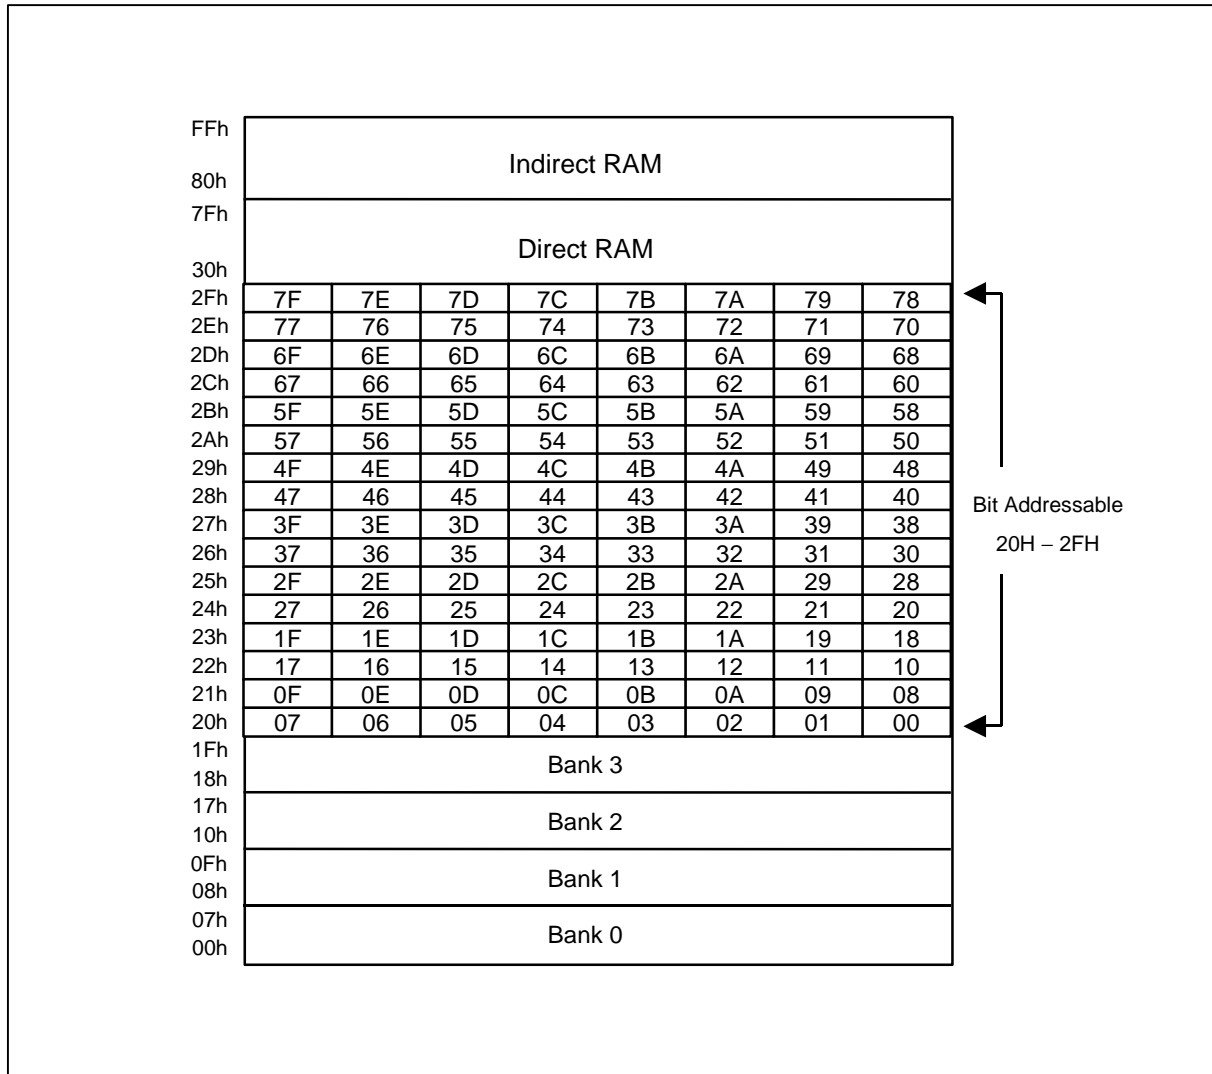 FFh
Indirect RAM
80h
7Fh
Direct RAM
30h
2Fh 7F 7E 7D 7C 7B 7A 79 78
2Eh 77 76 75 74 73 72 71 70
2Dh 6F 6E 6D 6C 6B 6A 69 68
2Ch 67 66 65 64 63 62 61 60
2Bh 5F 5E 5D 5C 5B 5A 59 58
2Ah 57 56 55 54 53 52 51 50
29h 4F 4E 4D 4C 4B 4A 49 48
28h 47 46 45 44 43 42 41 40
27h 3F 3E 3D 3C 3B 3A 39 38
26h 37 36 35 34 33 32 31 30
25h 2F 2E 2D 2C 2B 2A 29 28
24h 27 26 25 24 23 22 21 20
23h 1F 1E 1D 1C 1B 1A 19 18
22h 17 16 15 14 13 12 11 10
21h 0F 0E 0D 0C 0B 0A 09 08
20h 07 06 05 04 03 02 01 00
Bit Addressable
20H – 2FH
1Fh
Bank 3
18h
17h
Bank 2
10h
0Fh
Bank 1
08h
07h
Bank 0
00h